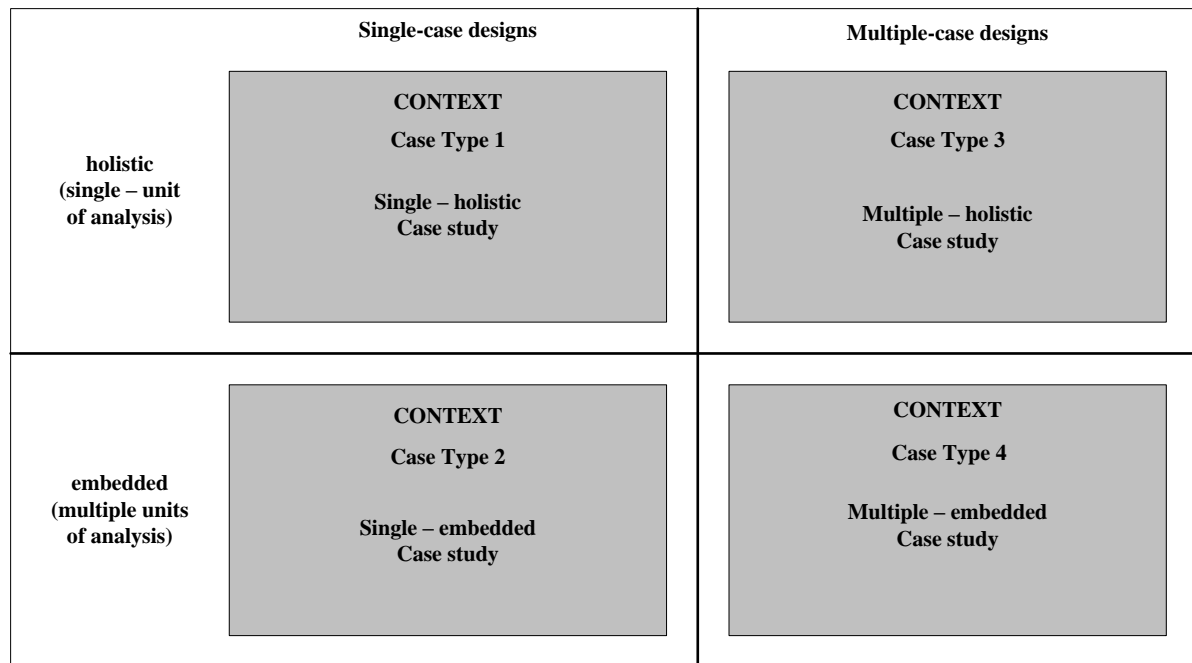 Single-case designs
Multiple-case designs
holistic
(single – unit
of analysis)
CONTEXT
Case Type 1
Single – holistic
Case study
CONTEXT
Case Type 3
Multiple – holistic
Case study
embedded
(multiple units
of analysis)
CONTEXT
Case Type 2
Single – embedded
Case study
CONTEXT
Case Type 4
Multiple – embedded
Case study